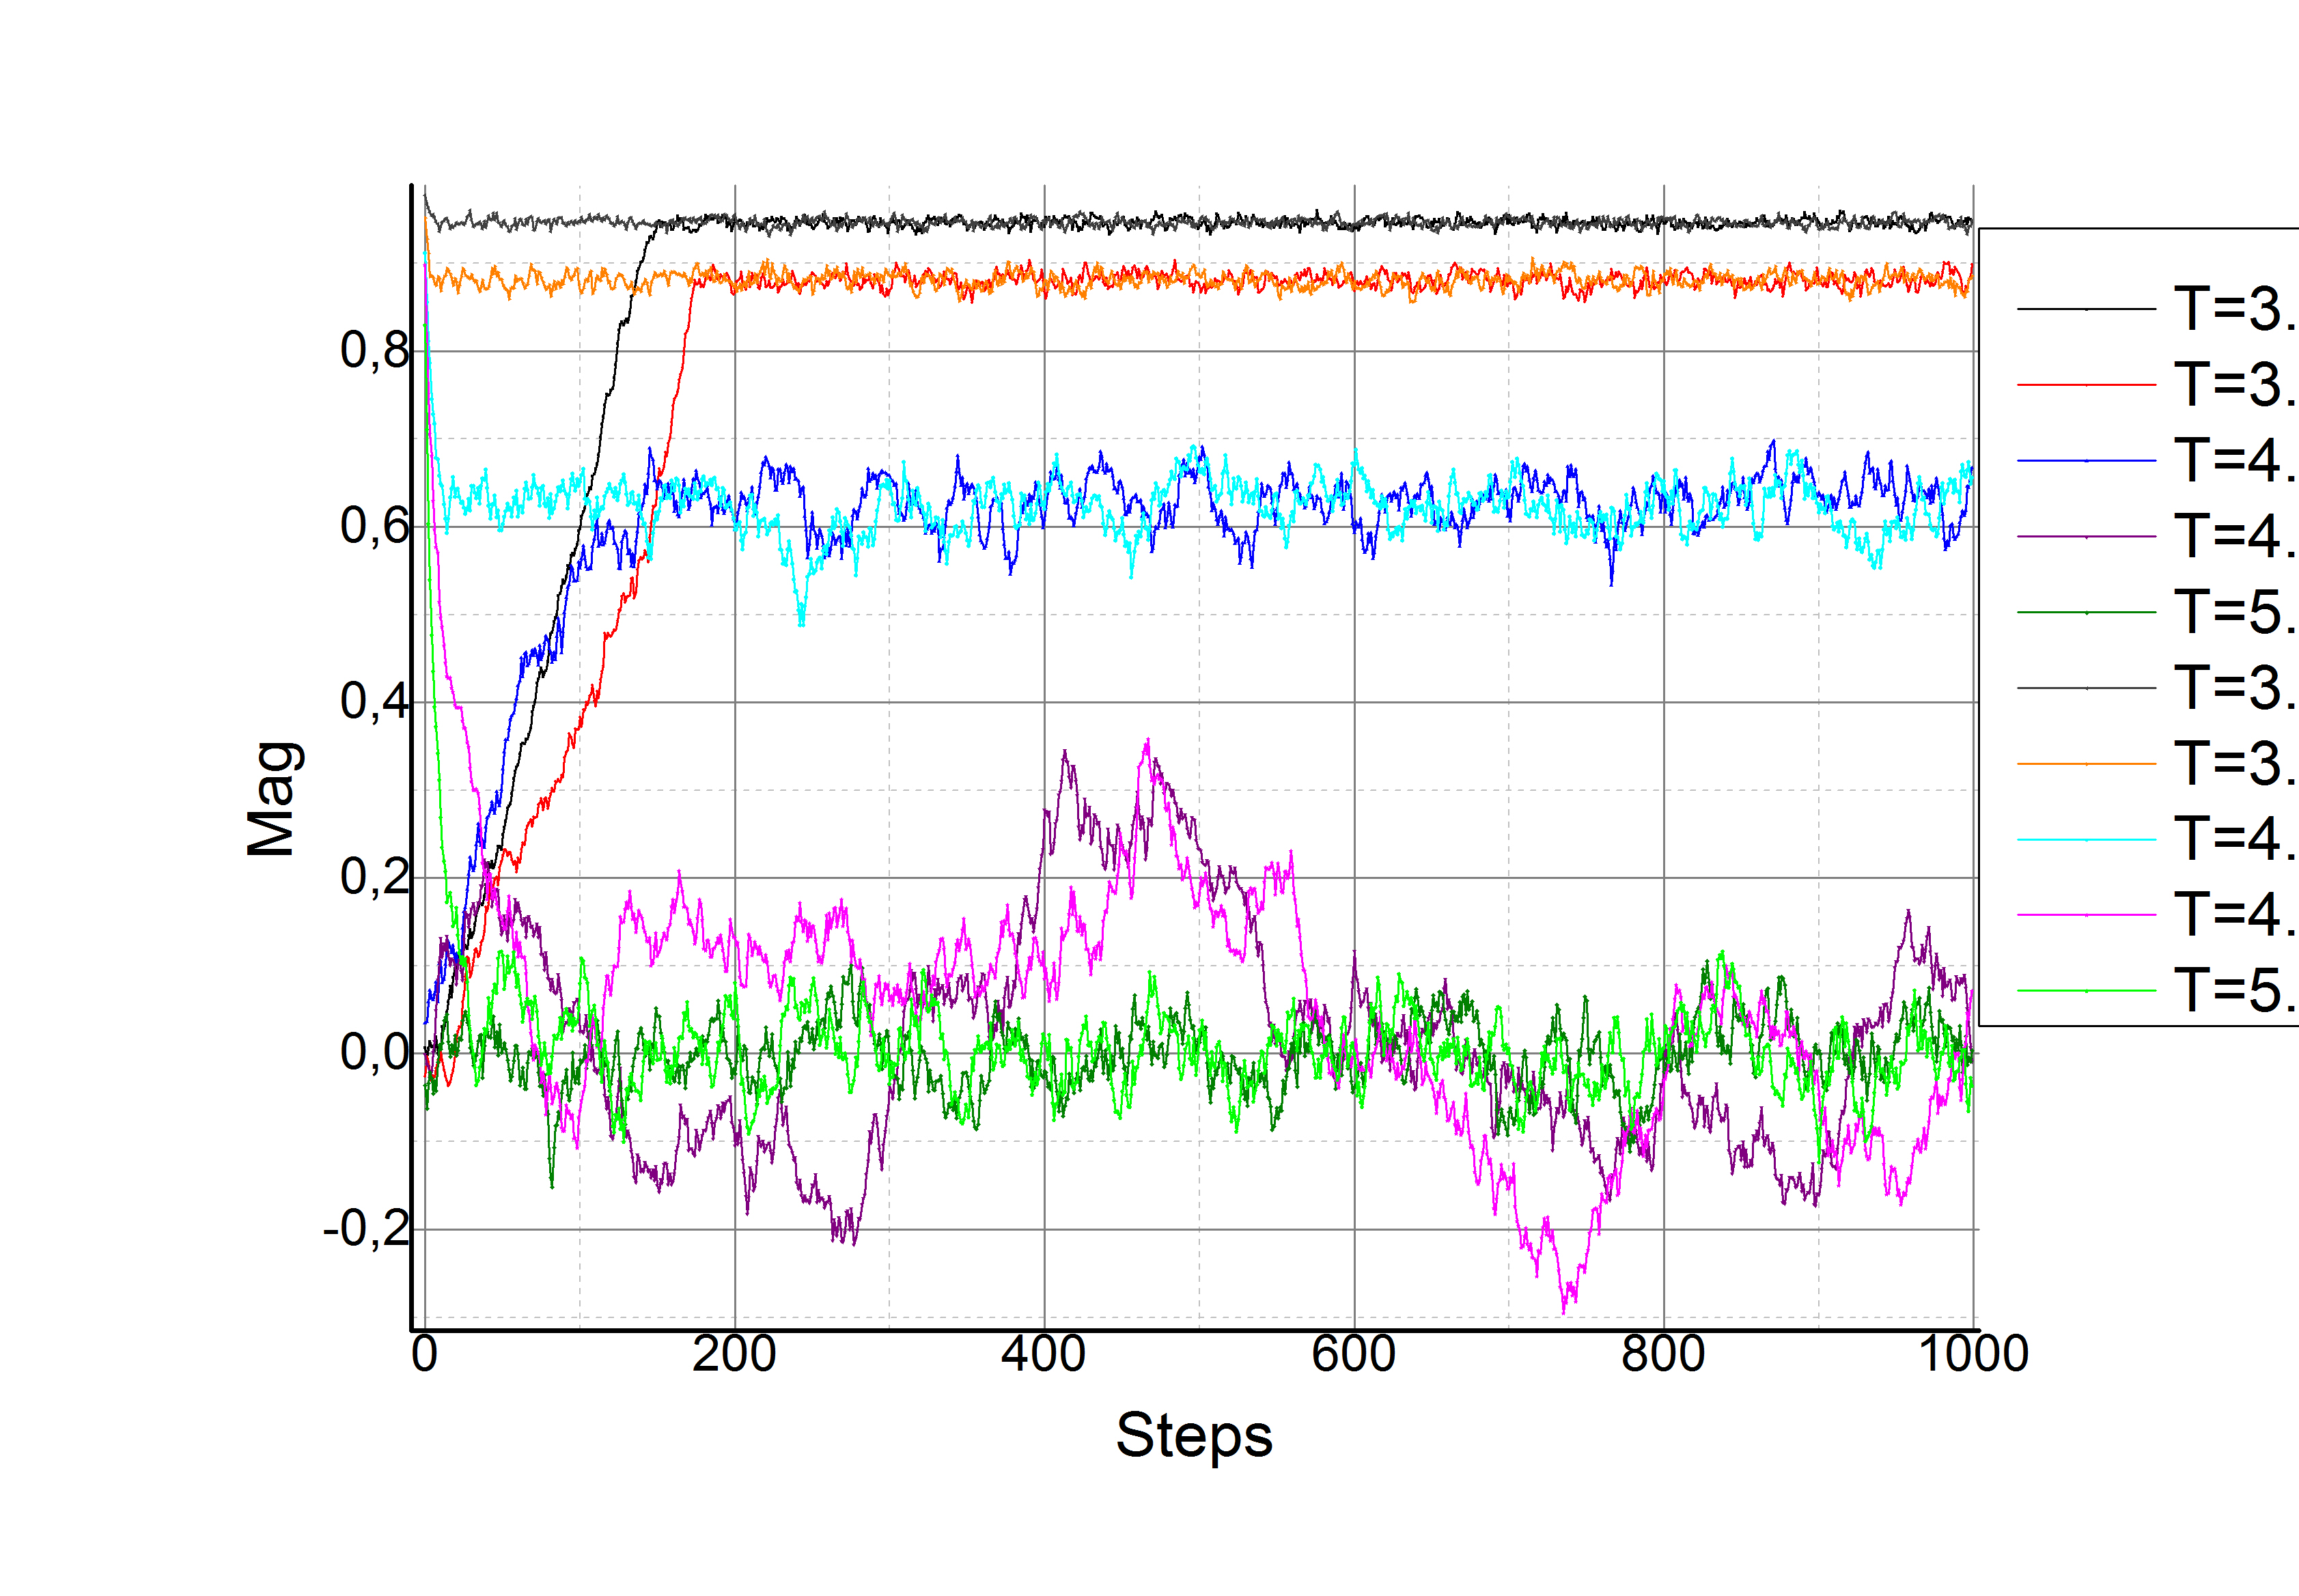 0,8
0,6
0,4
0,2
0,0
-0,2
Mag
0
200
400
600
800
1000
Steps
T=3.
T=3.
T=4.
T=4.
T=5.
T=3.
T=3.
T=4.
T=4.
T=5.